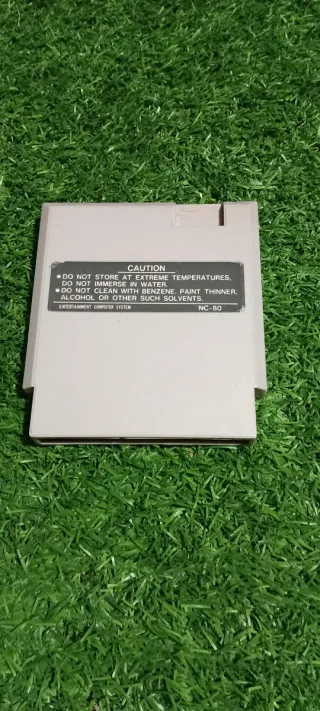 CAUTION
• DO NOT STORE AT EXTREME TEMPERATURES.
DO NOT IMMERSE IN WATER.
• DO NOT CLEAN WITH BENZENE, PAINT THINNER,
ALCOHOL OR OTHER SUCH SOLVENTS.
ENTERTAINMENT COMPUTER SYSTEM NC-80